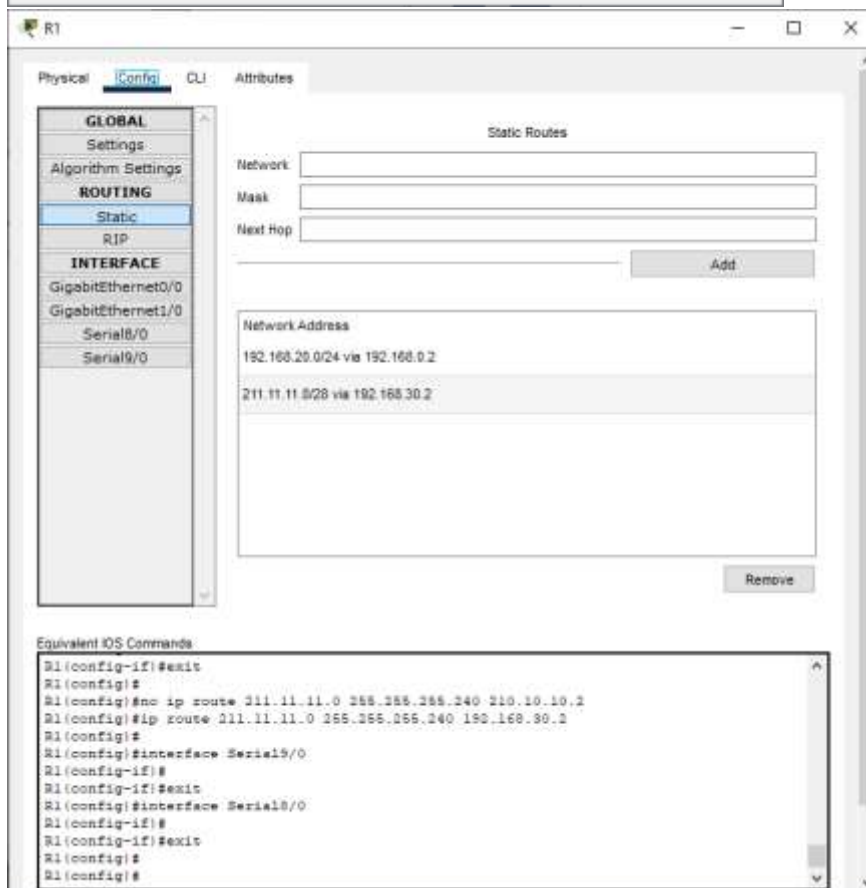 R1
Physical Config CLI Attributes
GLOBAL
Settings
Algorithm Settings
ROUTING
Static
RIP
INTERFACE
GigabitEthernet0/0
GigabitEthernet1/0
Serial8/0
Serial9/0
Static Routes
Network
Mask
Next Hop
Add
Network Address
192.168.20.0/24 via 192.168.0.2
211.11.11.0/28 via 192.168.30.2
Remove
Equivalent IOS Commands
R1(config-if)#exit
R1(config)#
R1(config)#no ip route 211.11.11.0 255.255.255.240 210.10.10.2
R1(config)#ip route 211.11.11.0 255.255.255.240 192.168.30.2
R1(config)#
R1(config)#interface Serial9/0
R1(config-if)#
R1(config-if)#exit
R1(config)#interface Serial8/0
R1(config-if)#
R1(config-if)#exit
R1(config)#
R1(config)#